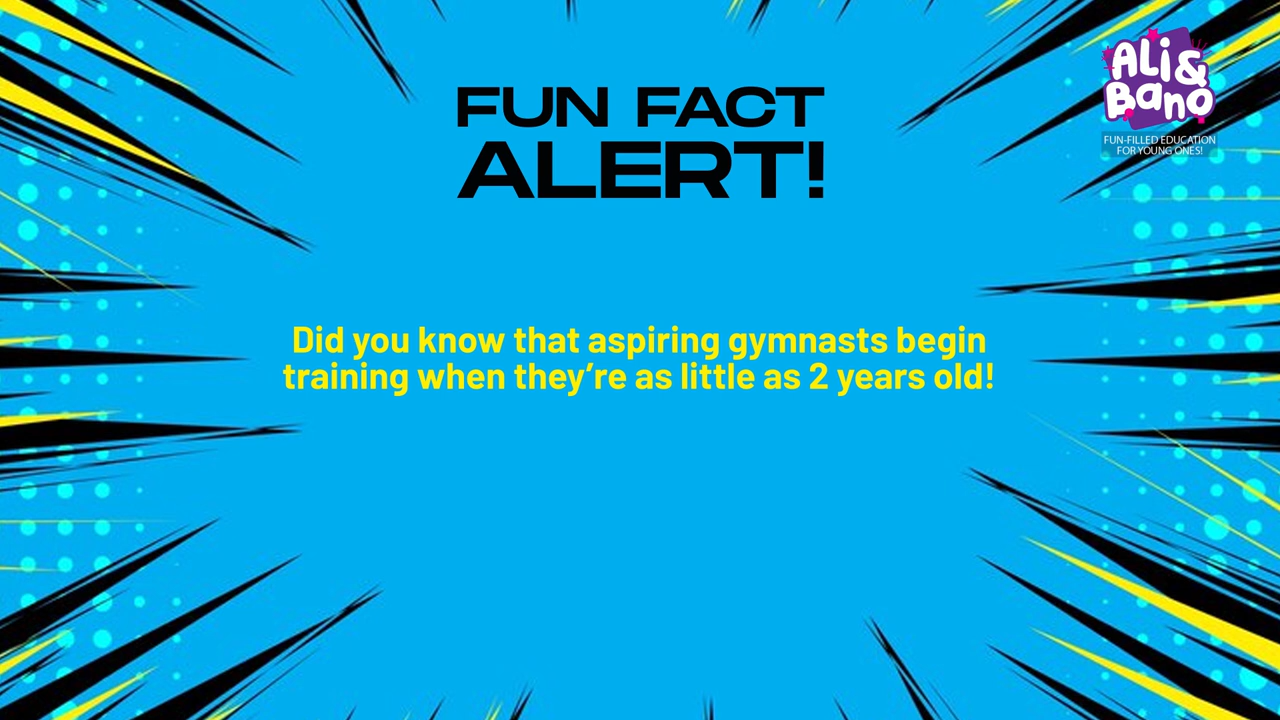 FUN FACT
ALERT!
Ali &
Bano
FUN-FILLED EDUCATION
FOR YOUNG ONES!
Did you know that aspiring gymnasts begin
training when they’re as little as 2 years old!